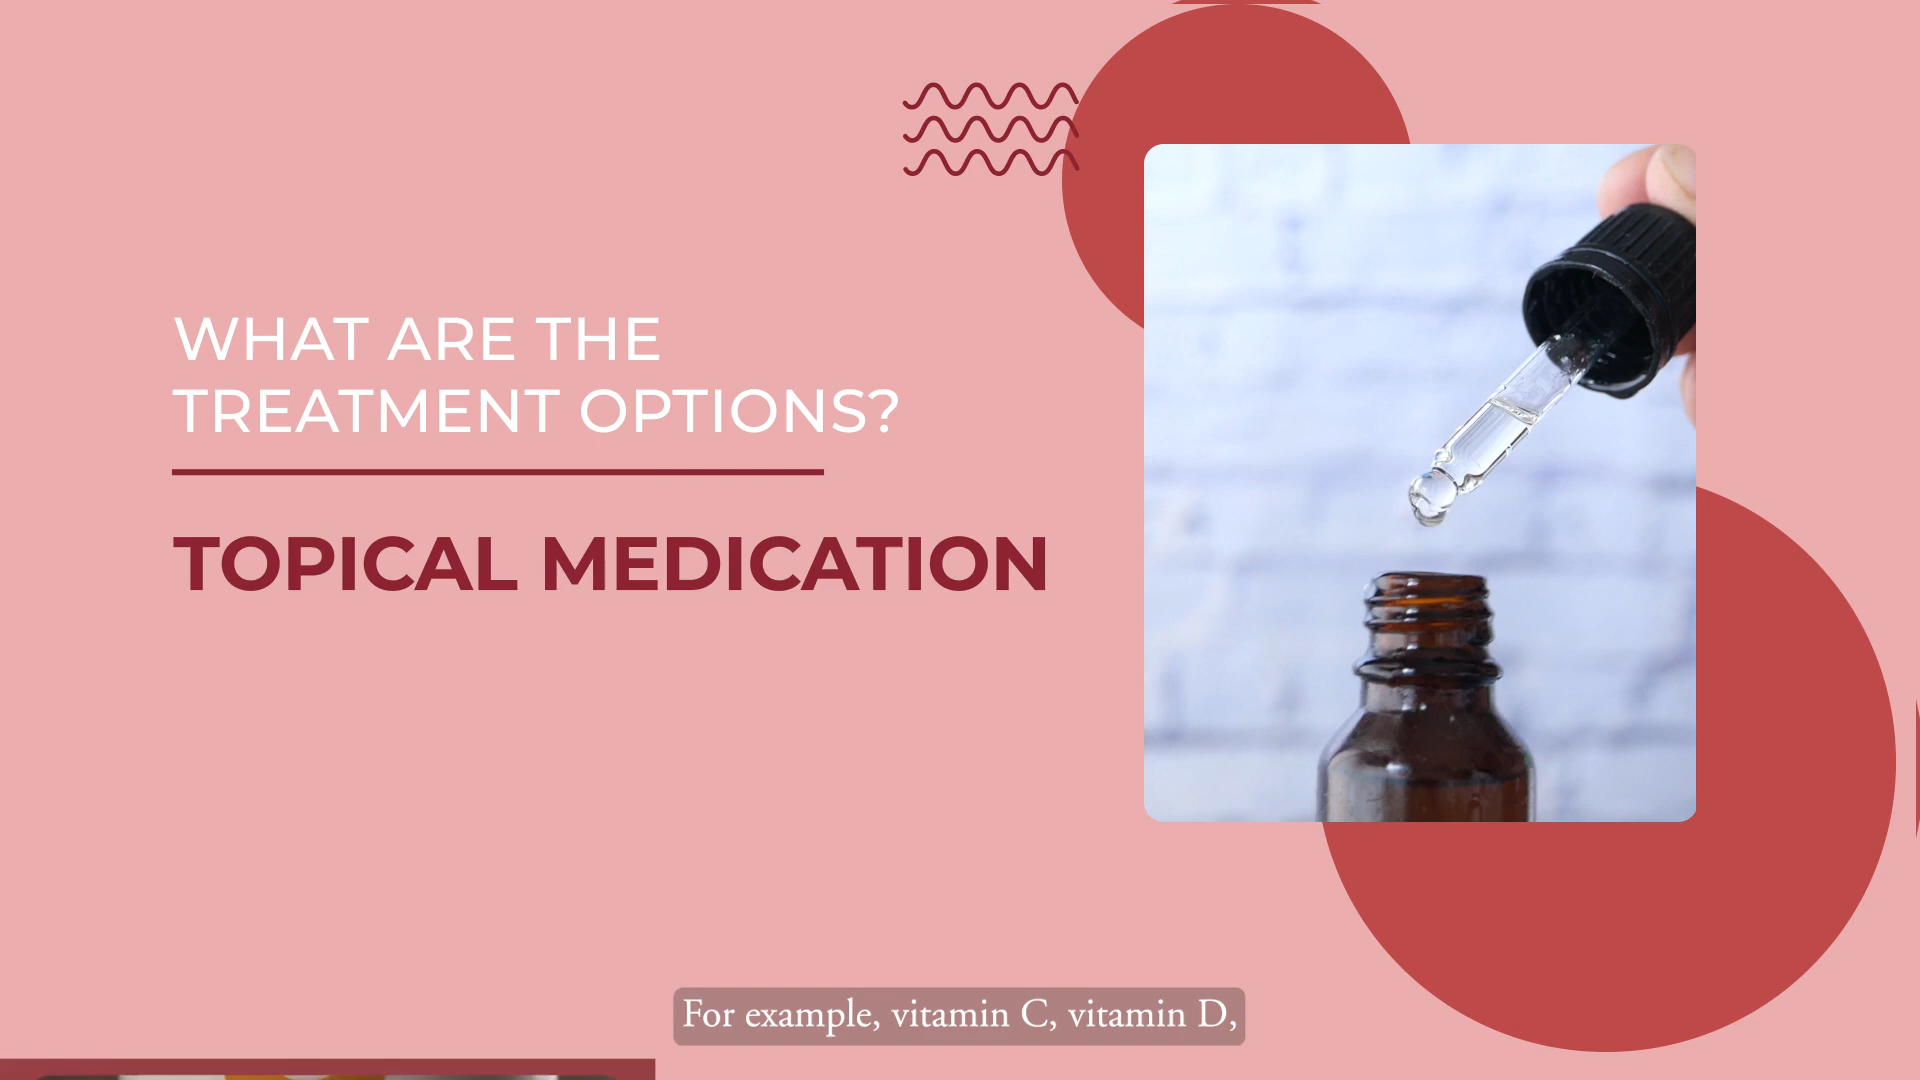 WHAT ARE THE
TREATMENT OPTIONS?
TOPICAL MEDICATION
For example, vitamin C, vitamin D,